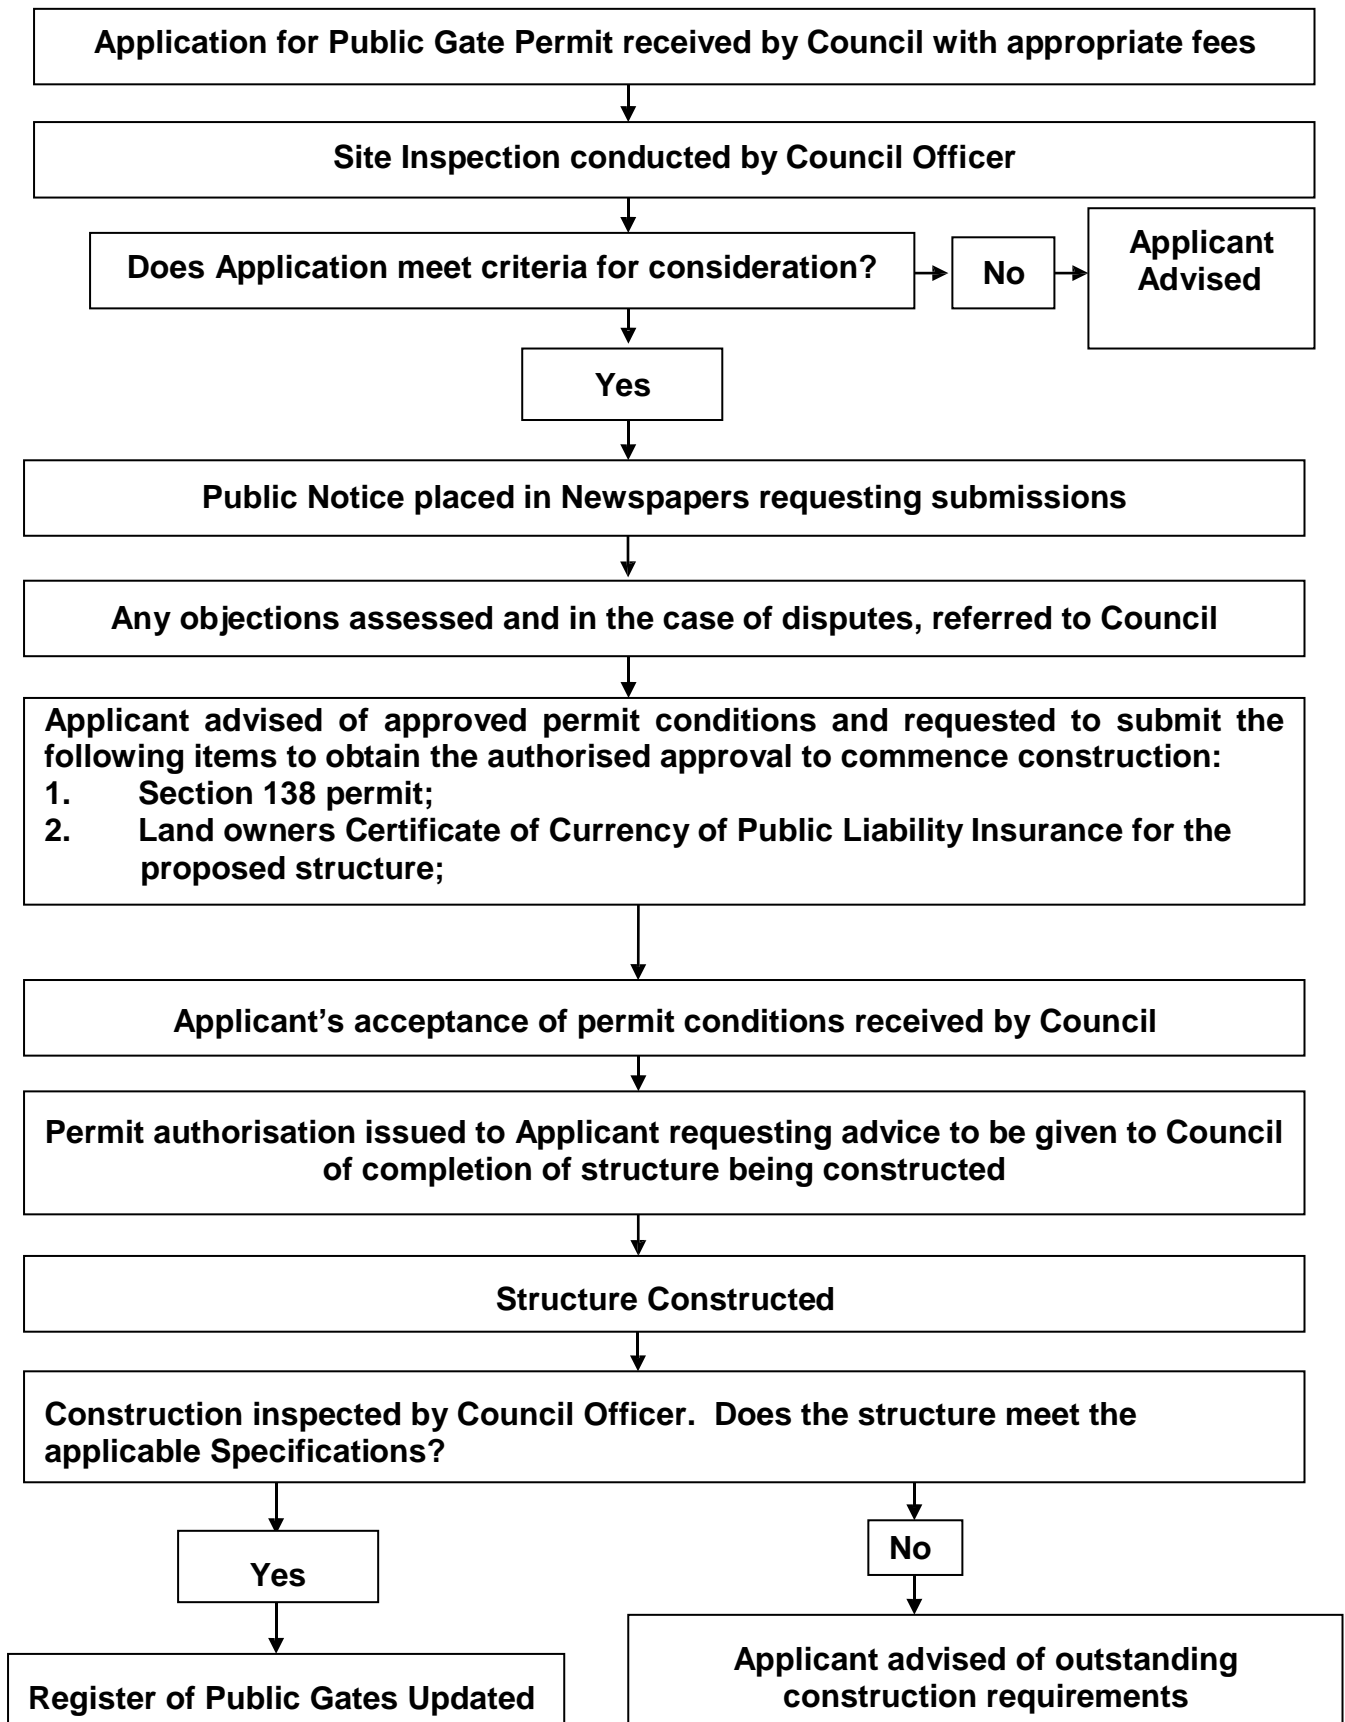 Application for Public Gate Permit received by Council with appropriate fees
Site Inspection conducted by Council Officer
Does Application meet criteria for consideration?
No
Applicant
Advised
Yes
Public Notice placed in Newspapers requesting submissions
Any objections assessed and in the case of disputes, referred to Council
Applicant advised of approved permit conditions and requested to submit the
following items to obtain the authorised approval to commence construction:
1. Section 138 permit;
2. Land owners Certificate of Currency of Public Liability Insurance for the
proposed structure;
Applicant’s acceptance of permit conditions received by Council
Permit authorisation issued to Applicant requesting advice to be given to Council
of completion of structure being constructed
Structure Constructed
Construction inspected by Council Officer. Does the structure meet the
applicable Specifications?
Yes
No
Register of Public Gates Updated
Applicant advised of outstanding
construction requirements